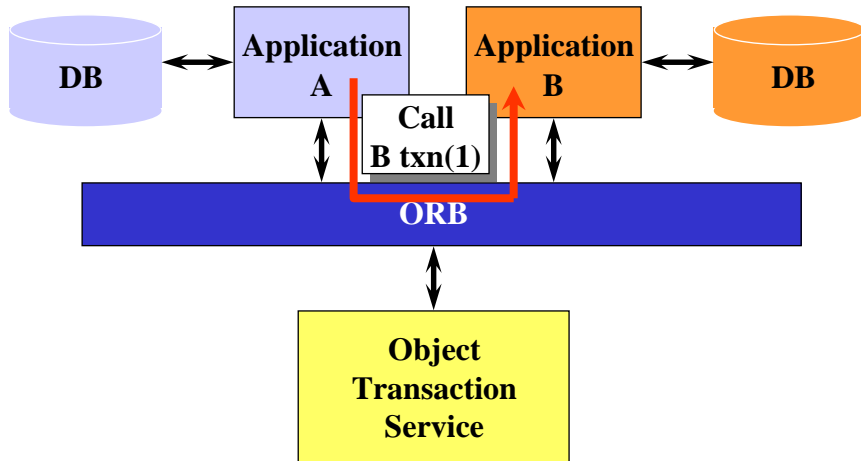 DB
Application
A
Application
B
DB
Call
B txn(1)
ORB
Object
Transaction
Service